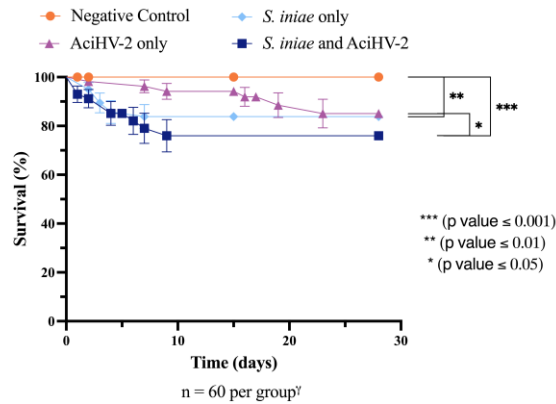 Negative Control
S. iniae only
AciHV-2 only
S. iniae and AciHV-2
100
80
60
40
20
0
Survival (%)
0
10
20
30
Time (days)
n = 60 per groupᵞ
**
***
*
*** (p value ≤ 0.001)
** (p value ≤ 0.01)
* (p value ≤ 0.05)